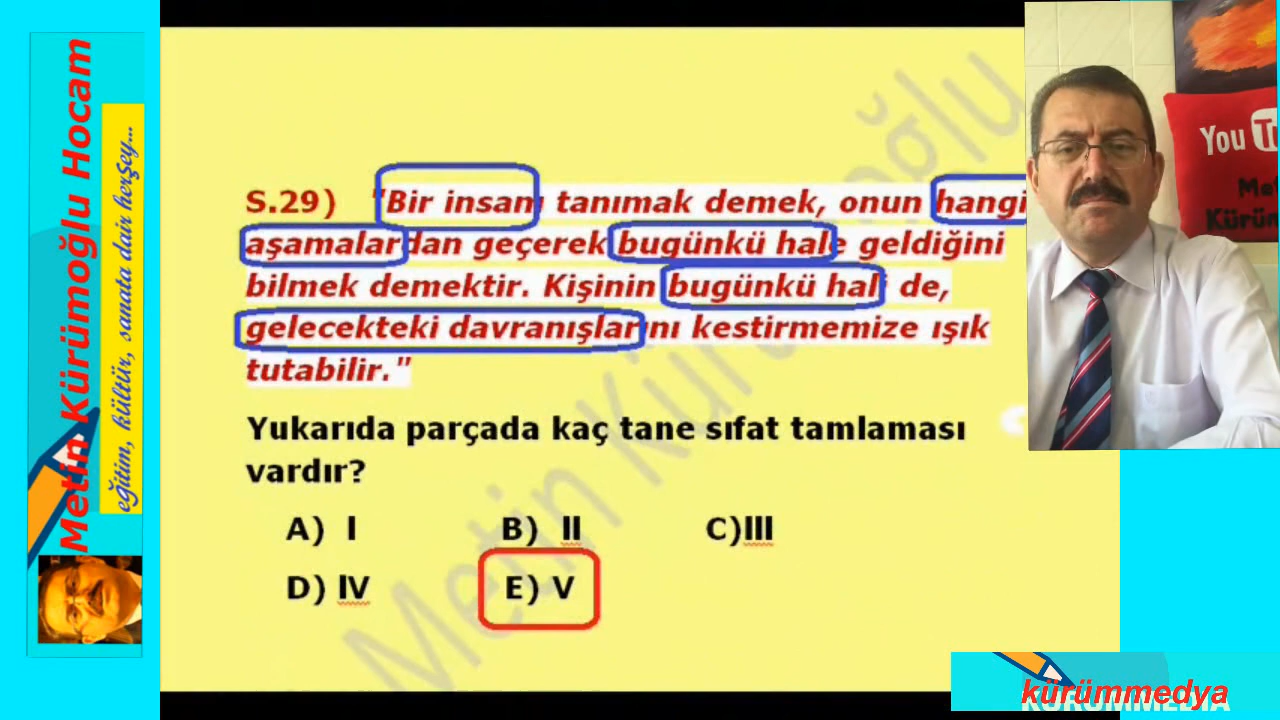 Metin Kürümoğlu Hocam
eğitim, kültür, sanata dair herşey...
S.29) "Bir insanı tanımak demek, onun hangi
aşamalardan geçerek bugünkü hale geldiğini
bilmek demektir. Kişinin bugünkü hali de,
gelecekteki davranışlarını kestirmemize ışık
tutabilir."
Yukarıda parçada kaç tane sıfat tamlaması
vardır?
A) I B) II C)III
D) IV E) V
You
Kürüm
kürümmedya